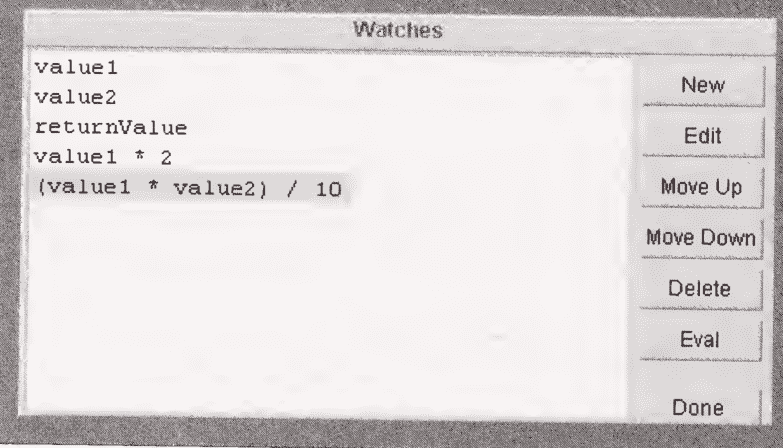 Watches
value1
value2
returnValue
value1 * 2
(value1 * value2) / 10
New
Edit
Move Up
Move Down
Delete
Eval
Done